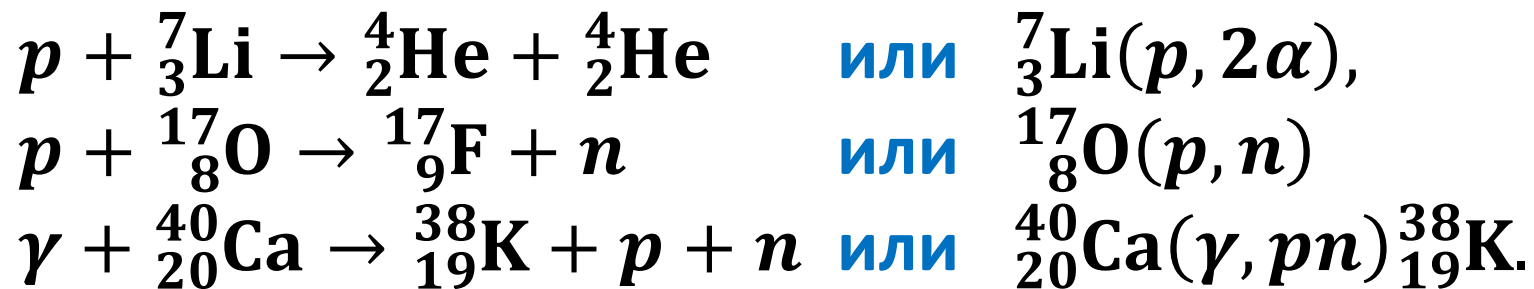 p + ⁷₃Li → ⁴₂He + ⁴₂He или ⁷₃Li(p, 2α),
p + ¹⁷₈O → ¹⁷₉F + n или ¹⁷₈O(p, n)
γ + ⁴⁰₂₀Ca → ³⁸₁₉K + p + n или ⁴⁰₂₀Ca(γ, pn)³⁸₁₉K.